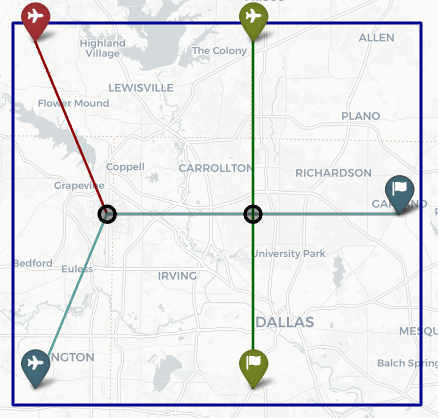 Highland
Village
The Colony
ALLEN
LEWISVILLE
Flower Mound
PLANO
Coppell
CARROLLTON
RICHARDSON
Grapevine
University Park
Bedford
Euless
IRVING
DALLAS
MESQU
NGTON
Balch Spring